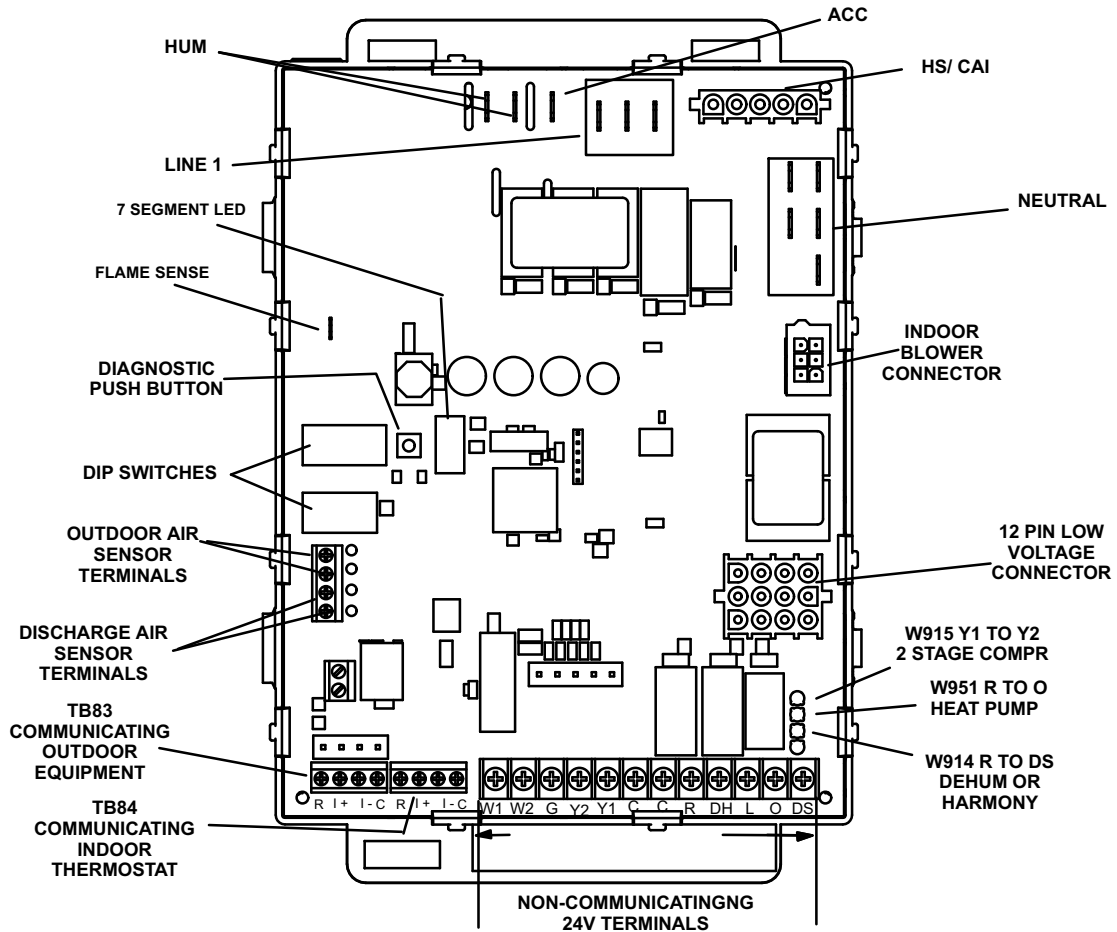 ACC
HUM
HS/ CAI
LINE 1
7 SEGMENT LED
NEUTRAL
FLAME SENSE
DIAGNOSTIC
PUSH BUTTON
INDOOR
BLOWER
CONNECTOR
DIP SWITCHES
OUTDOOR AIR
SENSOR
TERMINALS
12 PIN LOW
VOLTAGE
CONNECTOR
DISCHARGE AIR
SENSOR
TERMINALS
W915 Y1 TO Y2
2 STAGE COMPR
W951 R TO O
HEAT PUMP
TB83
COMMUNICATING
OUTDOOR
EQUIPMENT
W914 R TO DS
DEHUM OR
HARMONY
R I + I - C R I + I - C W1 W2 G Y2 Y1 C C R DH L O DS
TB84
COMMUNICATING
INDOOR
THERMOSTAT
NON-COMMUNICATINGNG
24V TERMINALS